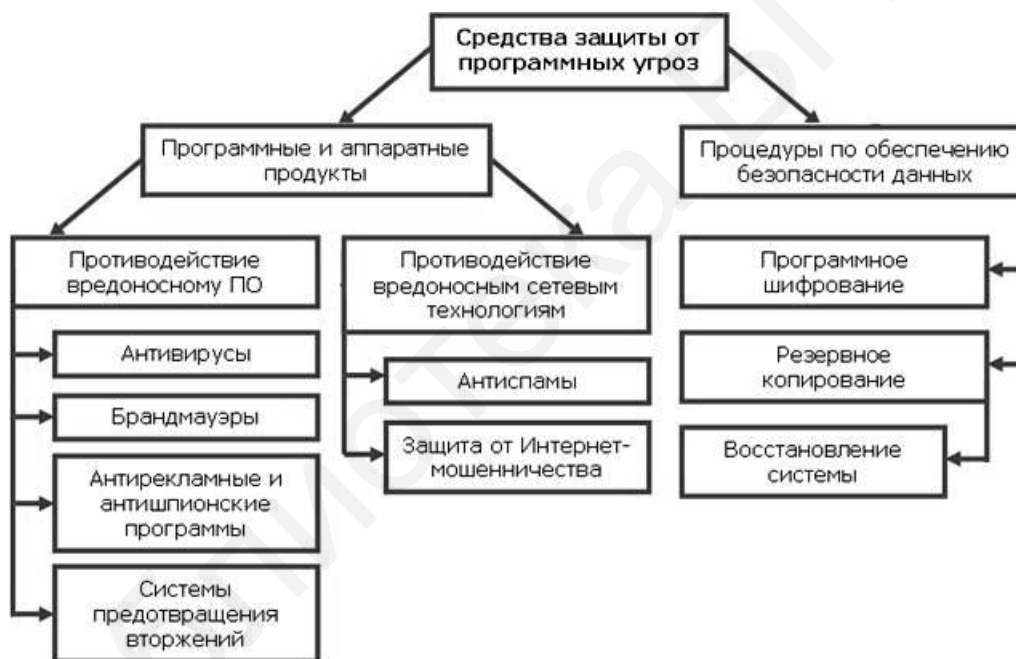 Средства защиты от
программных угроз
Программные и аппаратные
продукты
Процедуры по обеспечению
безопасности данных
Противодействие
вредоносному ПО
Антивирусы
Брандмауэры
Антирекламные и
антишпионские
программы
Системы
предотвращения
вторжений
Противодействие
вредоносным сетевым
технологиям
Антиспамы
Защита от Интернет-
мошенничества
Программное
шифрование
Резервное
копирование
Восстановление
системы